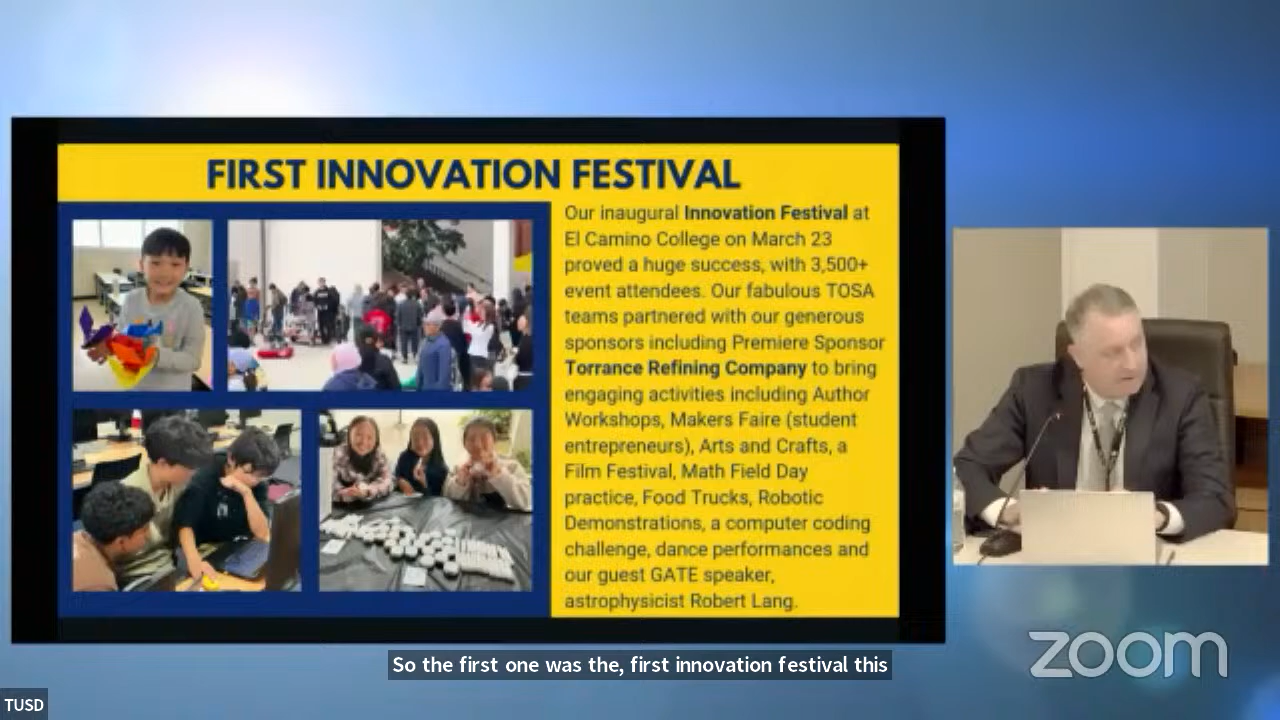 FIRST INNOVATION FESTIVAL
Our inaugural Innovation Festival at
El Camino College on March 23
proved a huge success, with 3,500+
event attendees. Our fabulous TOSA
teams partnered with our generous
sponsors including Premiere Sponsor
Torrance Refining Company to bring
engaging activities including Author
Workshops, Makers Faire (student
entrepreneurs), Arts and Crafts, a
Film Festival, Math Field Day
practice, Food Trucks, Robotic
Demonstrations, a computer coding
challenge, dance performances and
our guest GATE speaker,
astrophysicist Robert Lang.
So the first one was the, first innovation festival this
zoom
TUSD